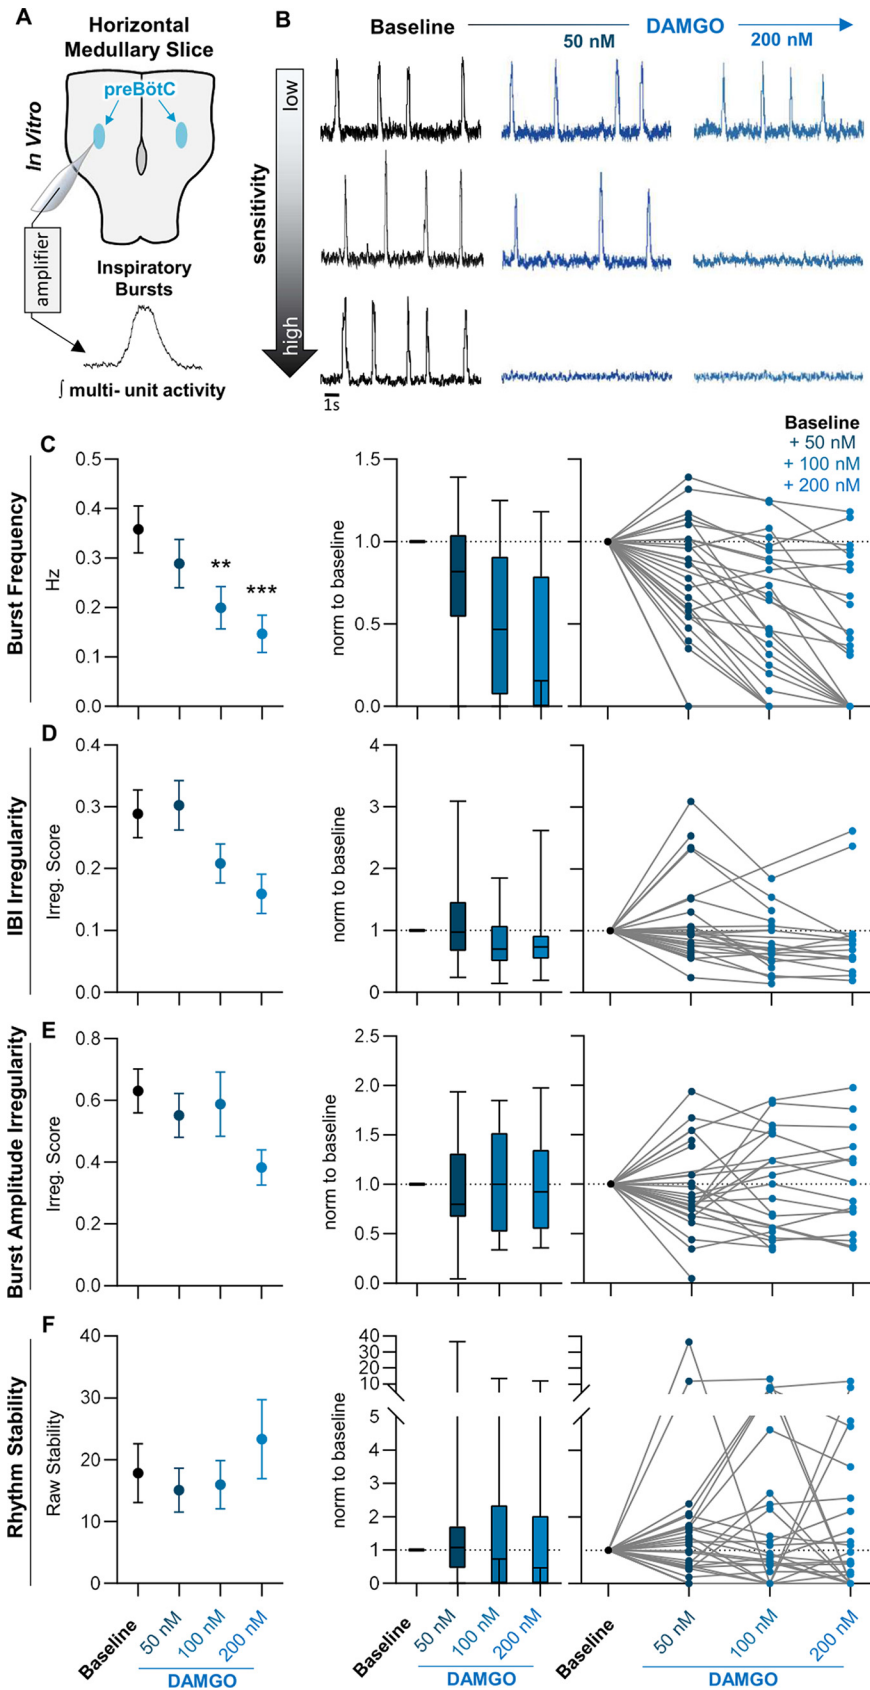 A
Horizontal
Medullary Slice
preBötC
In Vitro
amplifier
Inspiratory
Bursts
∫ multi- unit activity
B
Baseline
DAMGO
50 nM
200 nM
sensitivity
low
high
1s
Baseline
+ 50 nM
+ 100 nM
+ 200 nM
C
Burst Frequency
Hz
0.5
0.4
0.3
0.2
0.1
0.0
**
***
norm to baseline
1.5
1.0
0.5
0.0
D
IBI Irregularity
Irreg. Score
0.4
0.3
0.2
0.1
0.0
norm to baseline
4
3
2
1
0
E
Burst Amplitude Irregularity
Irreg. Score
0.8
0.6
0.4
0.2
0.0
norm to baseline
2.5
2.0
1.5
1.0
0.5
0.0
F
Rhythm Stability
Raw Stability
40
30
20
10
0
norm to baseline
40
30
20
10
5
4
3
2
1
0
Baseline
50 nM
100 nM
200 nM
DAMGO
Baseline
50 nM
100 nM
200 nM
DAMGO
Baseline
50 nM
100 nM
200 nM
DAMGO